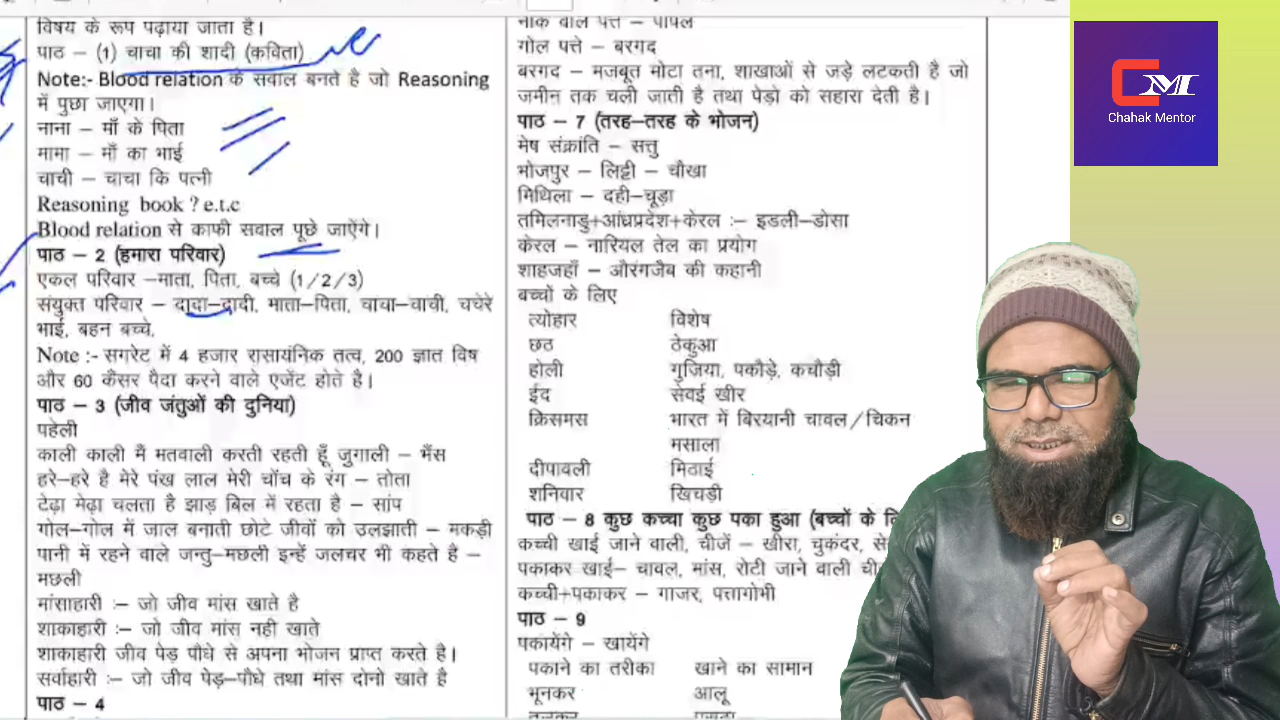 विषय के रूप पढ़ाया जाता है।
पाठ – (1) चाचा की शादी (कविता)
Note:- Blood relation के सवाल बनते है जो Reasoning
में पुछा जाएगा।
नाना – माँ के पिता
मामा – माँ का भाई
चाची – चाचा कि पत्नी
Reasoning book ? e.t.c
Blood relation से काफी सवाल पूछे जाऐंगे।
पाठ – 2 (हमारा परिवार)
एकल परिवार –माता, पिता, बच्चे (1/2/3)
संयुक्त परिवार – दादा–दादी, माता–पिता, चाचा–चाची, चचेरे
भाई, बहन बच्चे,
Note :- सगरेट में 4 हजार रासायंनिक तत्व, 200 ज्ञात विष
और 60 कैंसर पैदा करने वाले एजेंट होते है।
पाठ – 3 (जीव जंतुओं की दुनिया)
पहेली
काली काली मैं मतवाली करती रहती हूँ जुगाली – भैंस
हरे–हरे है मेरे पंख लाल मेरी चोंच के रंग – तोता
टेढ़ा मेढ़ा चलता है झाड़ बिल में रहता है – सांप
गोल–गोल में जाल बनाती छोटे जीवों को उलझाती – मकड़ी
पानी में रहने वाले जन्तु–मछली इन्हें जलचर भी कहते है –
मछली
मांसाहारी :– जो जीव मांस खाते है
शाकाहारी :– जो जीव मांस नही खाते
शाकाहारी जीव पेड़ पौधे से अपना भोजन प्राप्त करते है।
सर्वाहारी :– जो जीव पेड़–पौधे तथा मांस दोनो खाते है
पाठ – 4
नोंक वाले पत्ते – पीपल
गोल पत्ते – बरगद
बरगद – मजबूत मोटा तना, शाखाओं से जड़े लटकती है जो
जमीन तक चली जाती है तथा पेड़ो को सहारा देती है।
पाठ – 7 (तरह–तरह के भोजन)
मेष संक्रांति – सत्तु
भोजपुर – लिट्टी – चौखा
मिथिला – दही–चूड़ा
तमिलनाडु+आंध्रप्रदेश+केरल :– इडली–डोसा
केरल – नारियल तेल का प्रयोग
शाहजहाँ – औरंगजेब की कहानी
बच्चों के लिए
त्योहार विशेष
छठ ठेकुआ
होली गुजिया, पकौड़े, कचौड़ी
ईद सेवई खीर
क्रिसमस भारत में बिरयानी चावल/चिकन
मसाला
दीपावली मिठाई
शनिवार खिचड़ी
पाठ – 8 कुछ कच्चा कुछ पका हुआ (बच्चों के
कच्ची खाई जाने वाली, चीजें – खीरा, चुकंदर,
पकाकर खाई– चावल, मांस, रोटी जाने वाली
कच्ची+पकाकर – गाजर, पत्तागोभी
पाठ – 9
पकायेंगे – खायेंगे
पकाने का तरीका खाने का सामान
भूनकर आलू
CM
Chahak Mentor